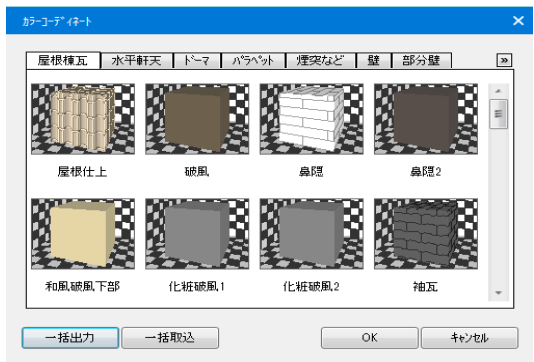 カラーコーディネート
屋根棟瓦 水平軒天 ドーマ パラペット 煙突など 壁 部分壁
屋根仕上 破風 鼻隠 鼻隠2
和風破風下部 化粧破風1 化粧破風2 袖瓦
一括出力 一括取込 OK キャンセル